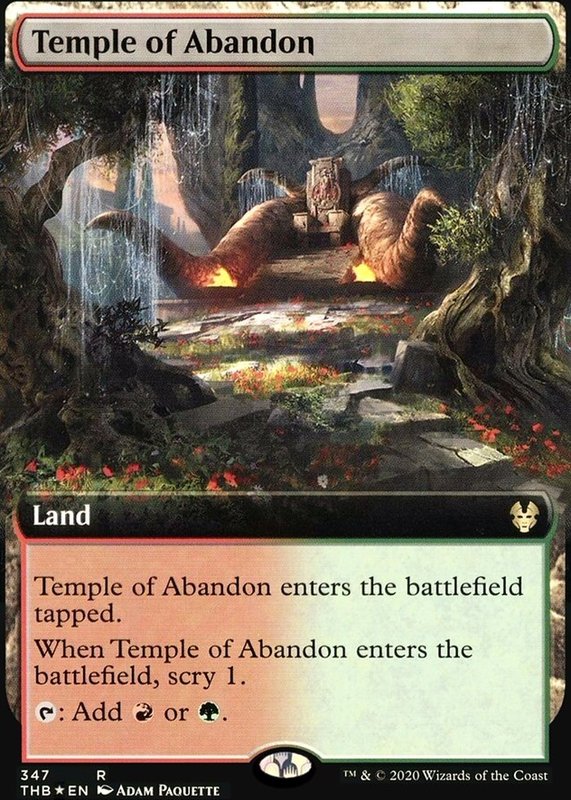 Temple of Abandon
Land
Temple of Abandon enters the battlefield
tapped.
When Temple of Abandon enters the
battlefield, scry 1.
: Add or .
347 R
THB★EN Adam Paquette
™ & © 2020 Wizards of the Coast